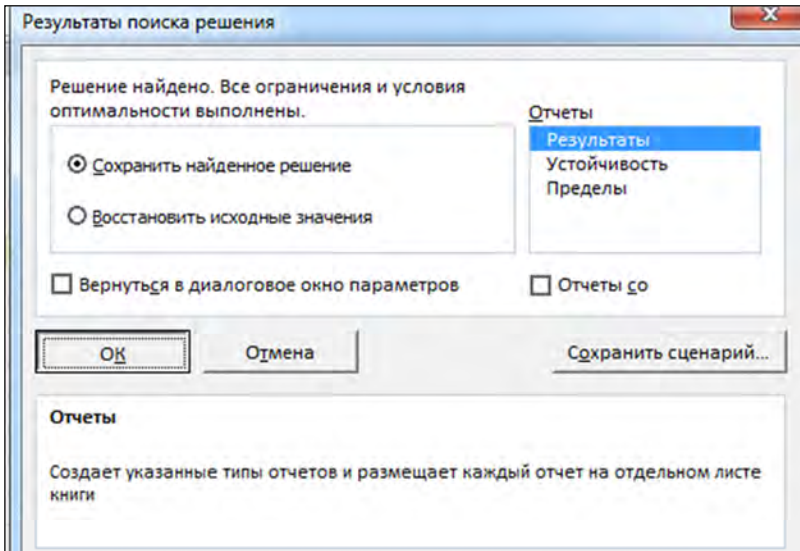 Результаты поиска решения
Решение найдено. Все ограничения и условия
оптимальности выполнены.
Отчеты
Результаты
Устойчивость
Пределы
Сохранить найденное решение
Восстановить исходные значения
Вернуться в диалоговое окно параметров
Отчеты со
ОК
Отмена
Сохранить сценарий...
Отчеты
Создает указанные типы отчетов и размещает каждый отчет на отдельном листе
книги